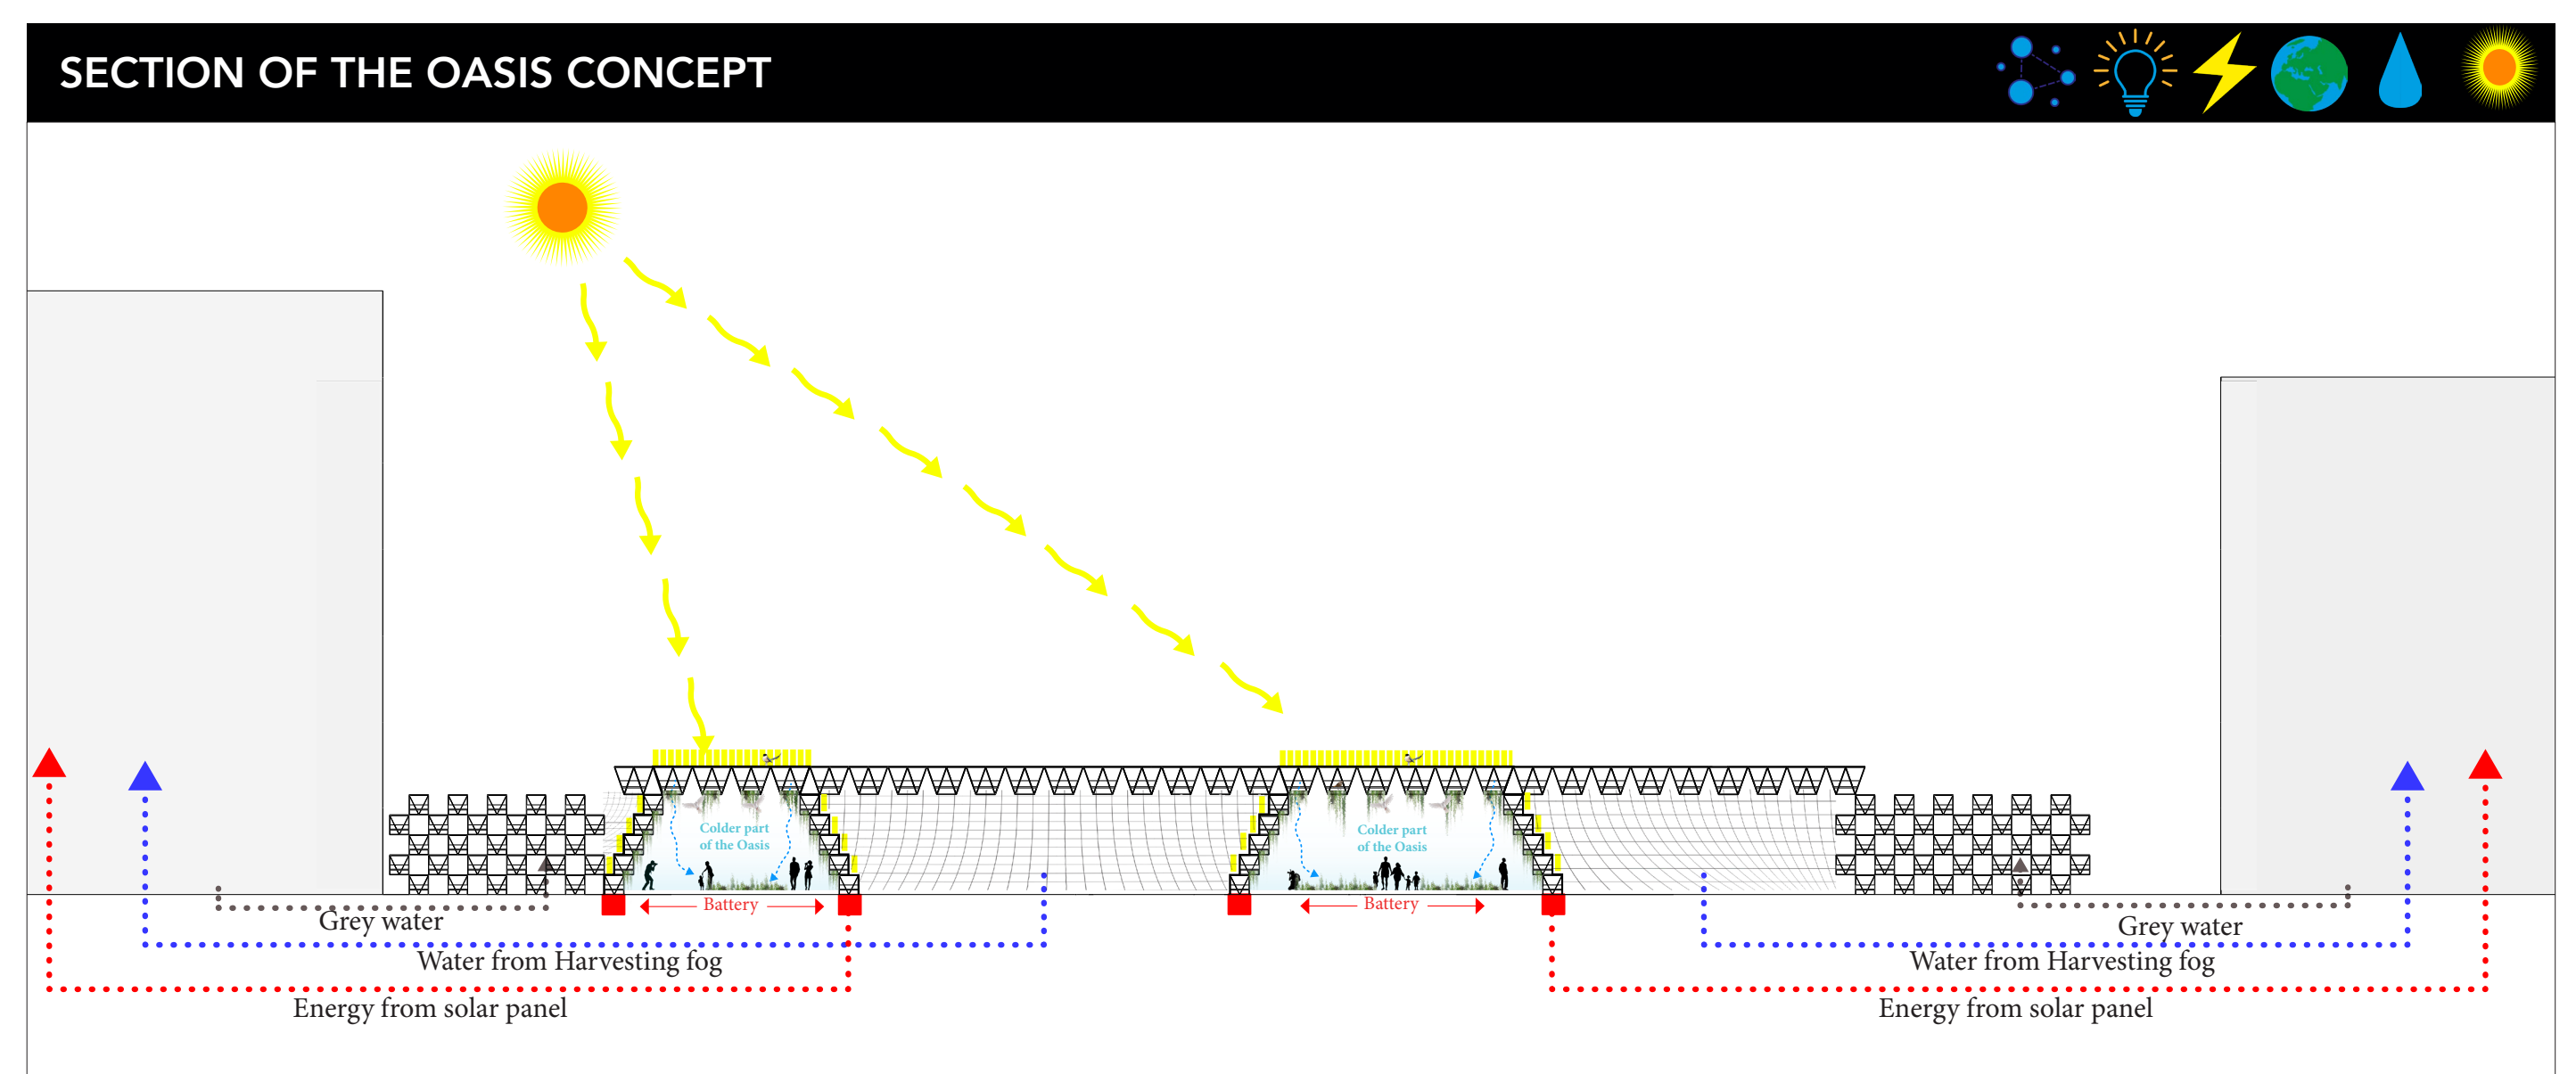 SECTION OF THE OASIS CONCEPT
Colder part
of the Oasis
Colder part
of the Oasis
Battery
Battery
Grey water
Grey water
Water from Harvesting fog
Water from Harvesting fog
Energy from solar panel
Energy from solar panel